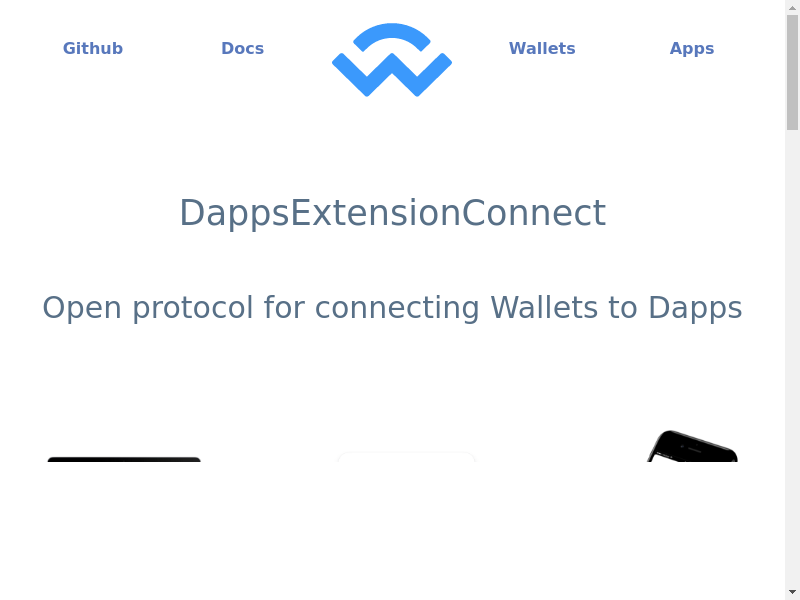 Github
Docs
Wallets
Apps
DappsExtensionConnect
Open protocol for connecting Wallets to Dapps